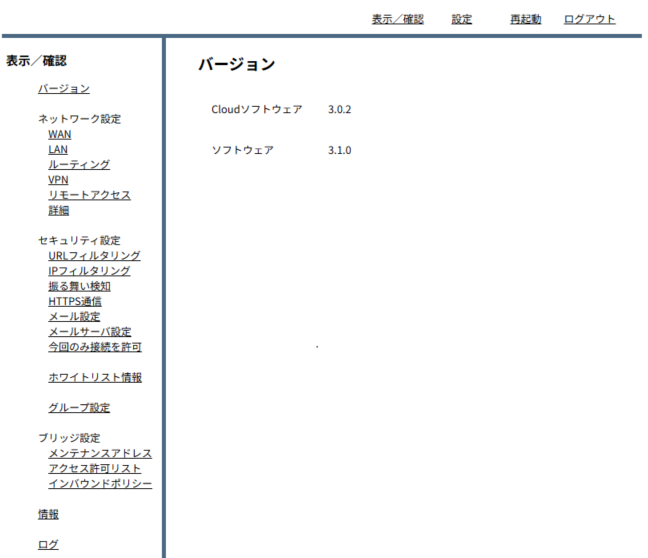 表示／確認 設定 再起動 ログアウト
表示／確認
バージョン
ネットワーク設定
WAN
LAN
ルーティング
VPN
リモートアクセス
詳細
セキュリティ設定
URLフィルタリング
IPフィルタリング
振る舞い検知
HTTPS通信
メール設定
メールサーバ設定
今回のみ接続を許可
ホワイトリスト情報
グループ設定
ブリッジ設定
メンテナンスアドレス
アクセス許可リスト
インバウンドポリシー
情報
ログ
バージョン
Cloudソフトウェア 3.0.2
ソフトウェア 3.1.0